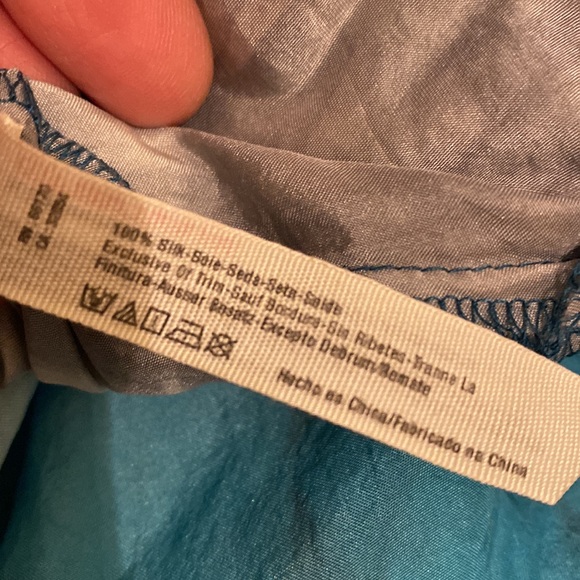 100% Silk-Soie-Seda-Seta-Seide
Exclusive Of Trim-Sauf Bordure-Sin Ribetes-Tranne La
Finiture-Ausser Besatz Excepto Debrum/Remate
Hecho en China/Fabricado na China